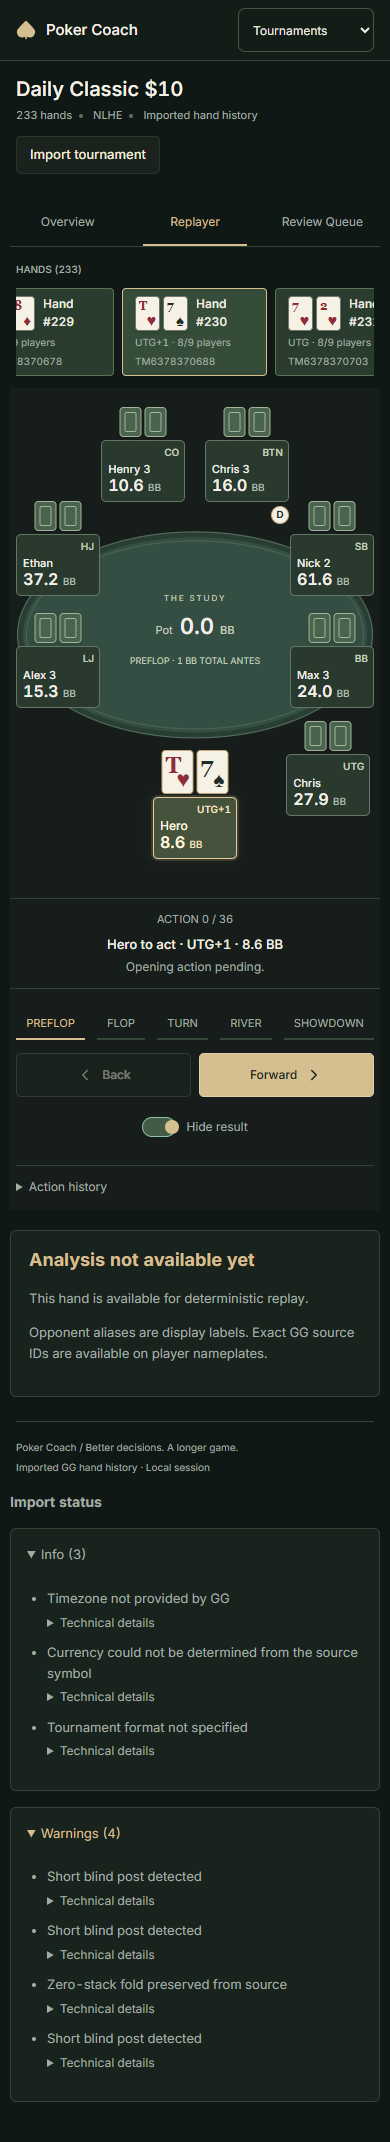 Poker Coach
Tournaments
Daily Classic $10
233 hands • NLHE • Imported hand history
Import tournament
Overview
Replayer
Review Queue
HANDS (233)
8
Hand
#229
players
8370678
T 7
Hand
#230
UTG+1 · 8/9 players
TM6378370688
7 2
Hand
UTG · 8/9 players
TM6378370703
CO
Henry 3
10.6 BB
BTN
Chris 3
16.0 BB
D
HJ
Ethan
37.2 BB
SB
Nick 2
61.6 BB
THE STUDY
Pot 0.0 BB
PREFLOP · 1 BB TOTAL ANTES
LJ
Alex 3
15.3 BB
BB
Max 3
24.0 BB
UTG
Chris
27.9 BB
T 7
UTG+1
Hero
8.6 BB
ACTION 0 / 36
Hero to act · UTG+1 · 8.6 BB
Opening action pending.
PREFLOP
FLOP
TURN
RIVER
SHOWDOWN
Back
Forward
Hide result
Action history
Analysis not available yet
This hand is available for deterministic replay.
Opponent aliases are display labels. Exact GG source
IDs are available on player nameplates.
Poker Coach / Better decisions. A longer game.
Imported GG hand history · Local session
Import status
Info (3)
• Timezone not provided by GG
Technical details
• Currency could not be determined from the source
symbol
Technical details
• Tournament format not specified
Technical details
Warnings (4)
• Short blind post detected
Technical details
• Short blind post detected
Technical details
• Zero-stack fold preserved from source
Technical details
• Short blind post detected
Technical details